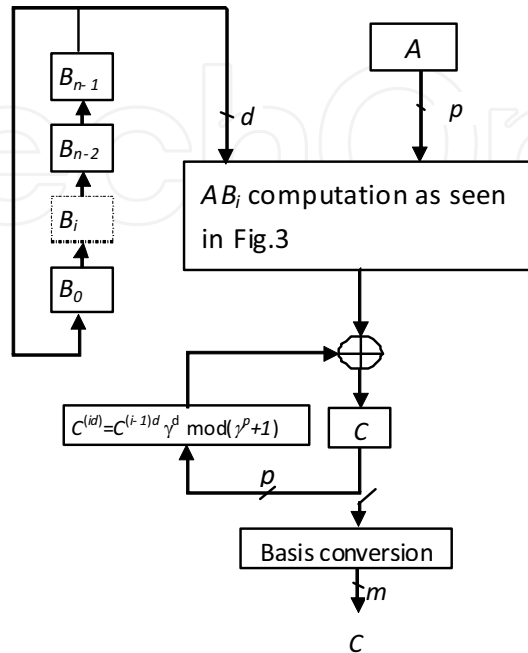 A
B_{n-1}
d
p
B_{n-2}
AB_i computation as seen
in Fig.3
B_i
B_0
C^{(id)}=C^{(i-1)d} γ^d mod(γ^p+1)
C
p
Basis conversion
m
C